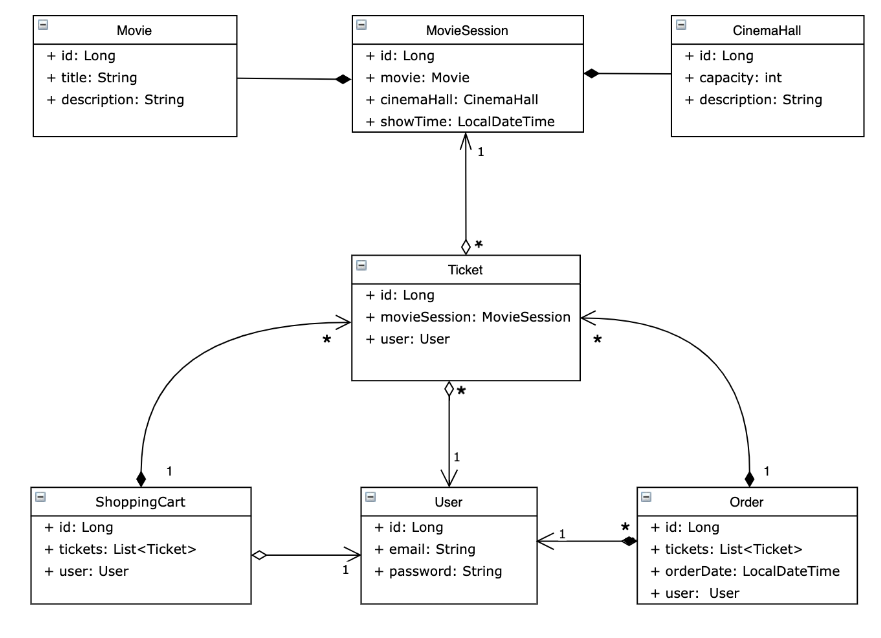 Movie
+ id: Long
+ title: String
+ description: String
MovieSession
+ id: Long
+ movie: Movie
+ cinemaHall: CinemaHall
+ showTime: LocalDateTime
CinemaHall
+ id: Long
+ capacity: int
+ description: String
1
*
Ticket
+ id: Long
+ movieSession: MovieSession
+ user: User
*
*
*
1
1
1
ShoppingCart
+ id: Long
+ tickets: List<Ticket>
+ user: User
1
User
+ id: Long
+ email: String
+ password: String
1
*
Order
+ id: Long
+ tickets: List<Ticket>
+ orderDate: LocalDateTime
+ user: User